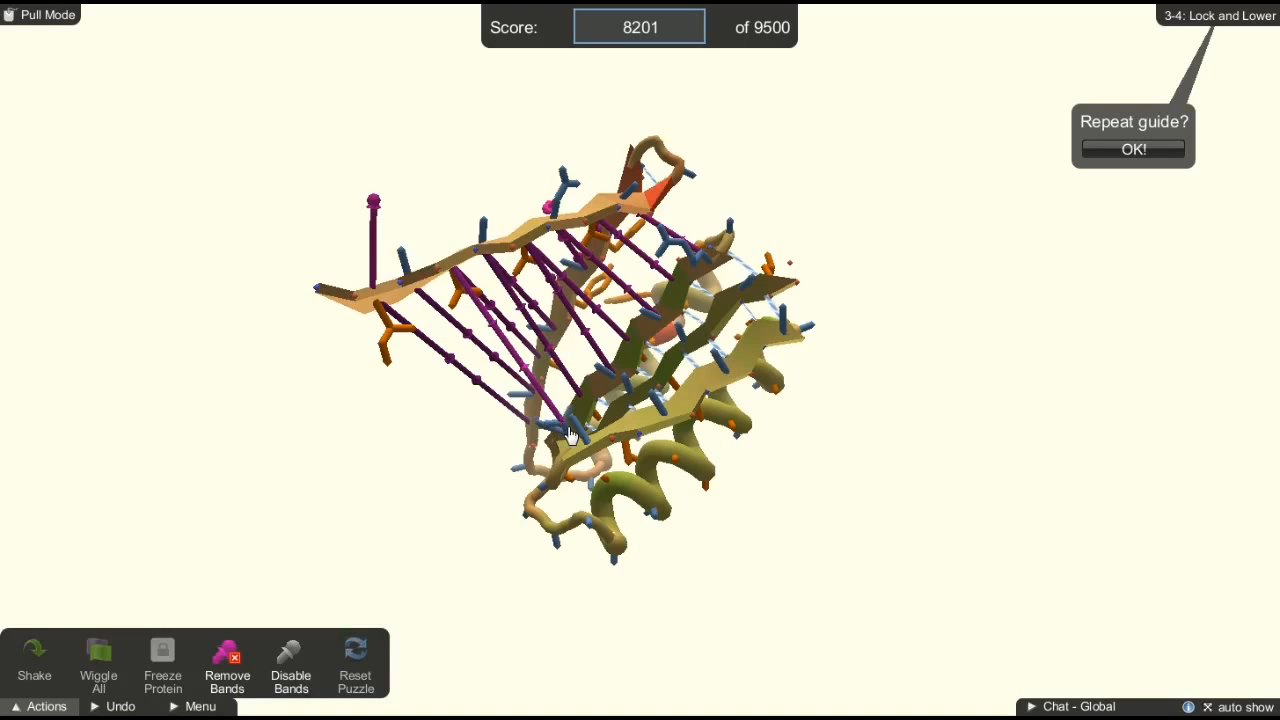 Pull Mode
Score: 8201 of 9500
3-4: Lock and Lower
Repeat guide?
OK!
Shake
Wiggle All
Freeze Protein
Remove Bands
Disable Bands
Reset Puzzle
Actions
Undo
Menu
Chat - Global
auto show